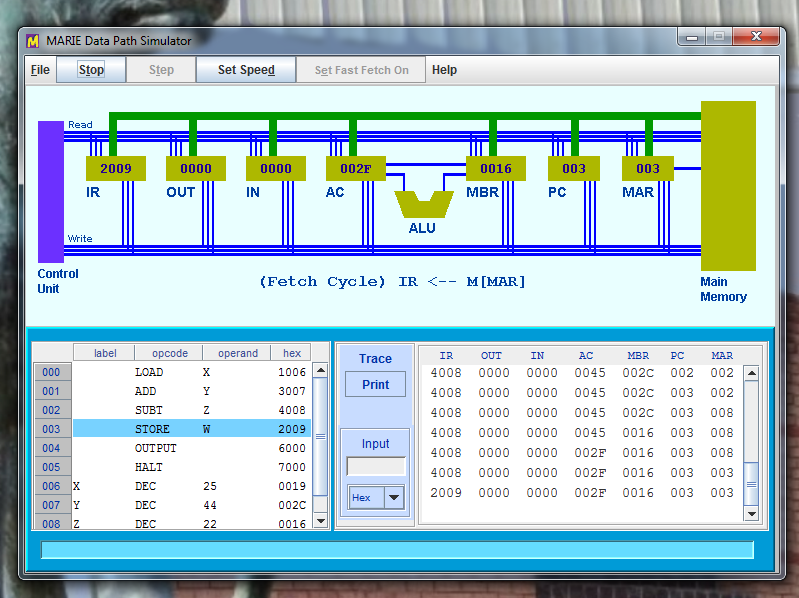 M MARIE Data Path Simulator X
File Stop Step Set Speed Set Fast Fetch On Help
Read
2009 0000 0000 002F 0016 003 003
IR OUT IN AC MBR PC MAR
ALU
Write
Control
Unit
(Fetch Cycle) IR <-- M[MAR]
Main
Memory
label opcode operand hex
000 LOAD X 1006
001 ADD Y 3007
002 SUBT Z 4008
003 STORE W 2009
004 OUTPUT 6000
005 HALT 7000
006 X DEC 25 0019
007 Y DEC 44 002C
008 Z DEC 22 0016
Trace
Print
Input
Hex
IR OUT IN AC MBR PC MAR
4008 0000 0000 0045 002C 002 002
4008 0000 0000 0045 002C 003 002
4008 0000 0000 0045 002C 003 008
4008 0000 0000 0045 0016 003 008
4008 0000 0000 002F 0016 003 008
4008 0000 0000 002F 0016 003 003
2009 0000 0000 002F 0016 003 003